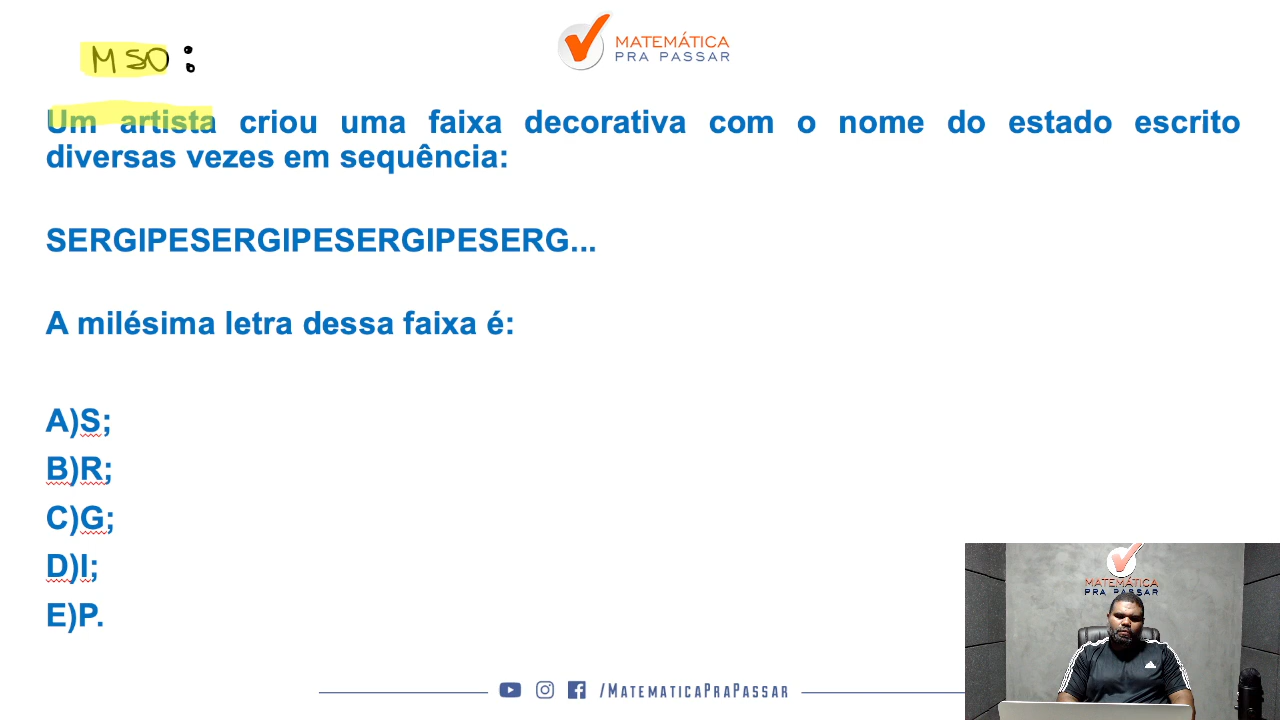 MSO:
MATEMÁTICA
PRA PASSAR
Um artista criou uma faixa decorativa com o nome do estado escrito
diversas vezes em sequência:
SERGIPESERGIPESERGIPESERG...
A milésima letra dessa faixa é:
A)S;
B)R;
C)G;
D)I;
E)P.
MATEMÁTICA
PRA PASSAR
/MATEMATICAPRAPASSAR